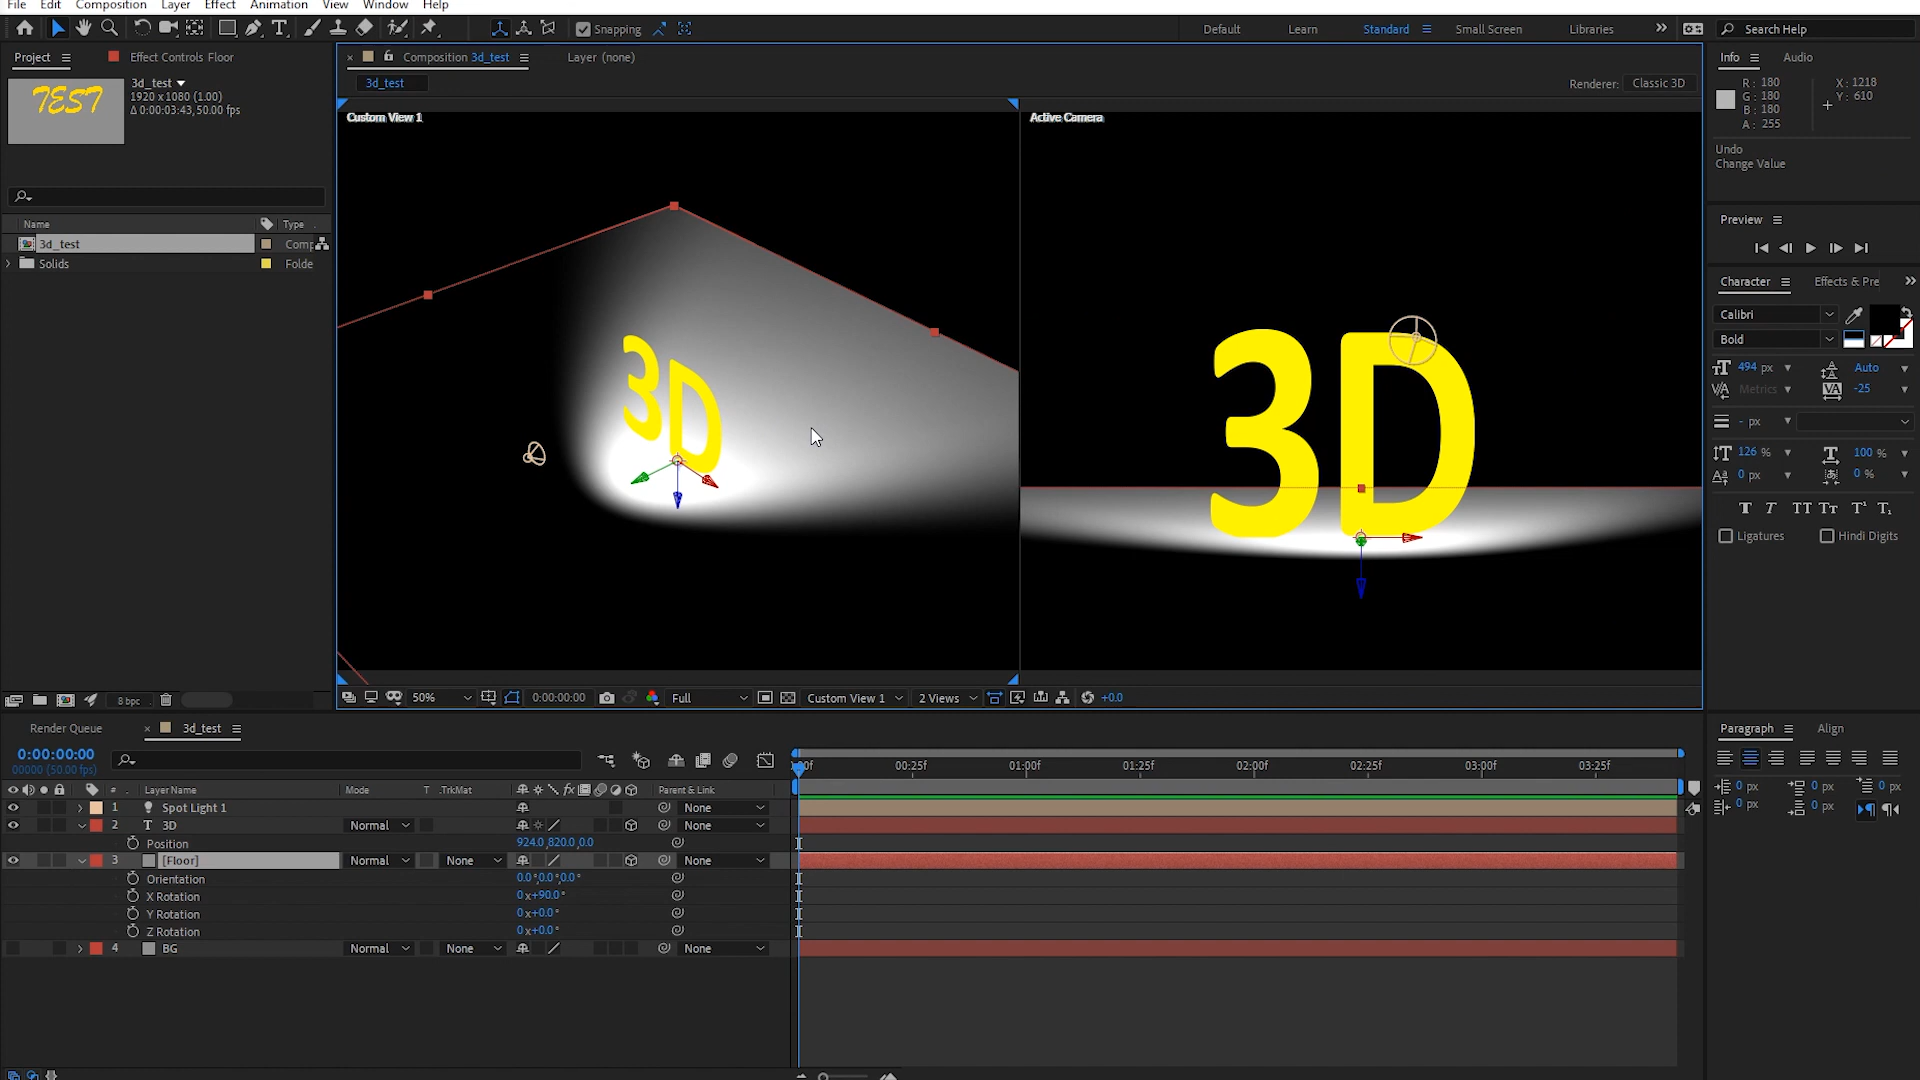 File Edit Composition Layer Effect Animation View Window Help
Snapping
Default Learn Standard Small Screen Libraries
Search Help
Project Effect Controls Floor
3d_test
1920 x 1080 (1.00)
Δ 0:00:03:43, 50.00 fps
TEST
Name Type
3d_test Comp
Solids Folde
8 bpc
Composition 3d_test Layer (none)
3d_test
Renderer: Classic 3D
Custom View 1
3D
Active Camera
3D
50% 0:00:00:00 Full Custom View 1 2 Views +0.0
Info Audio
R: 180 X: 1218
G: 180 Y: 610
B: 180
A: 255
Undo
Change Value
Preview
Character Effects & Pre
Calibri
Bold
494 px Auto
Metrics -25
- px
126 % 100 %
0 px 0 %
Ligatures Hindi Digits
Paragraph Align
0 px 0 px 0 px
0 px 0 px
Render Queue 3d_test
0:00:00:00
00000 (50.00 fps)
:00f 00:25f 01:00f 01:25f 02:00f 02:25f 03:00f 03:25f
# Layer Name Mode T .TrkMat fx Parent & Link
1 Spot Light 1 None
2 T 3D Normal None
Position 924.0,820.0,0.0
3 [Floor] Normal None None
Orientation 0.0°,0.0°,0.0°
X Rotation 0x+90.0°
Y Rotation 0x+0.0°
Z Rotation 0x+0.0°
4 BG Normal None None